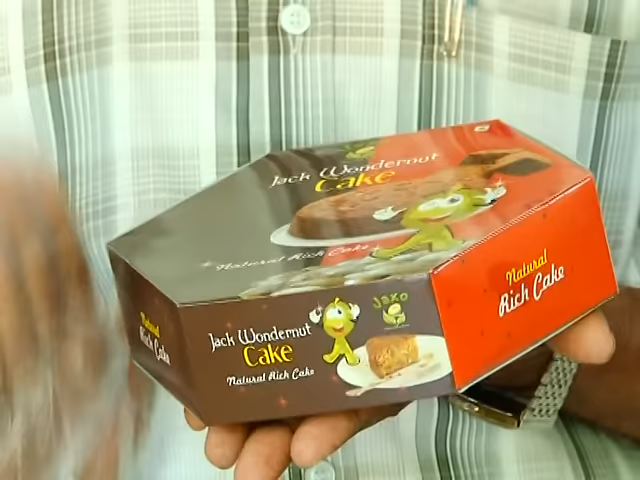 Jack Wondernut
Cake
Natural Rich Cake
Natural
Rich Cake
Jack Wondernut
Cake
Natural Rich Cake
Jako
Natural
Rich Cake